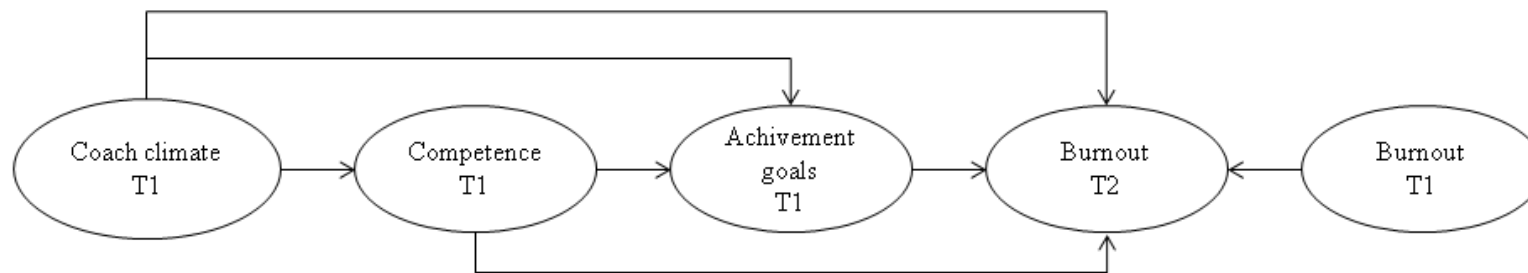 Coach climate
T1
Competence
T1
Achivement
goals
T1
Burnout
T2
Burnout
T1